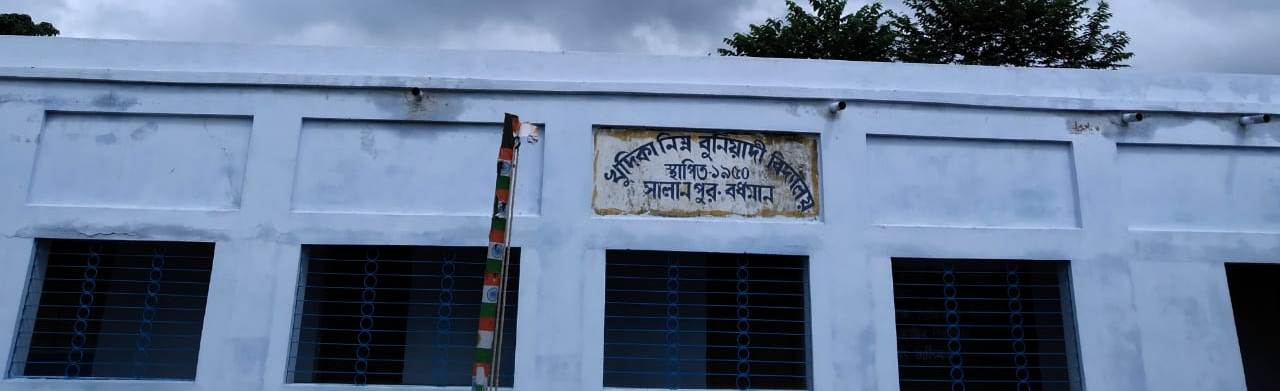 খুদিকা নিম্ন বুনিয়াদী বিদ্যালয়
স্থাপিত-১৯৫০
সালানপুর· বর্ধমান